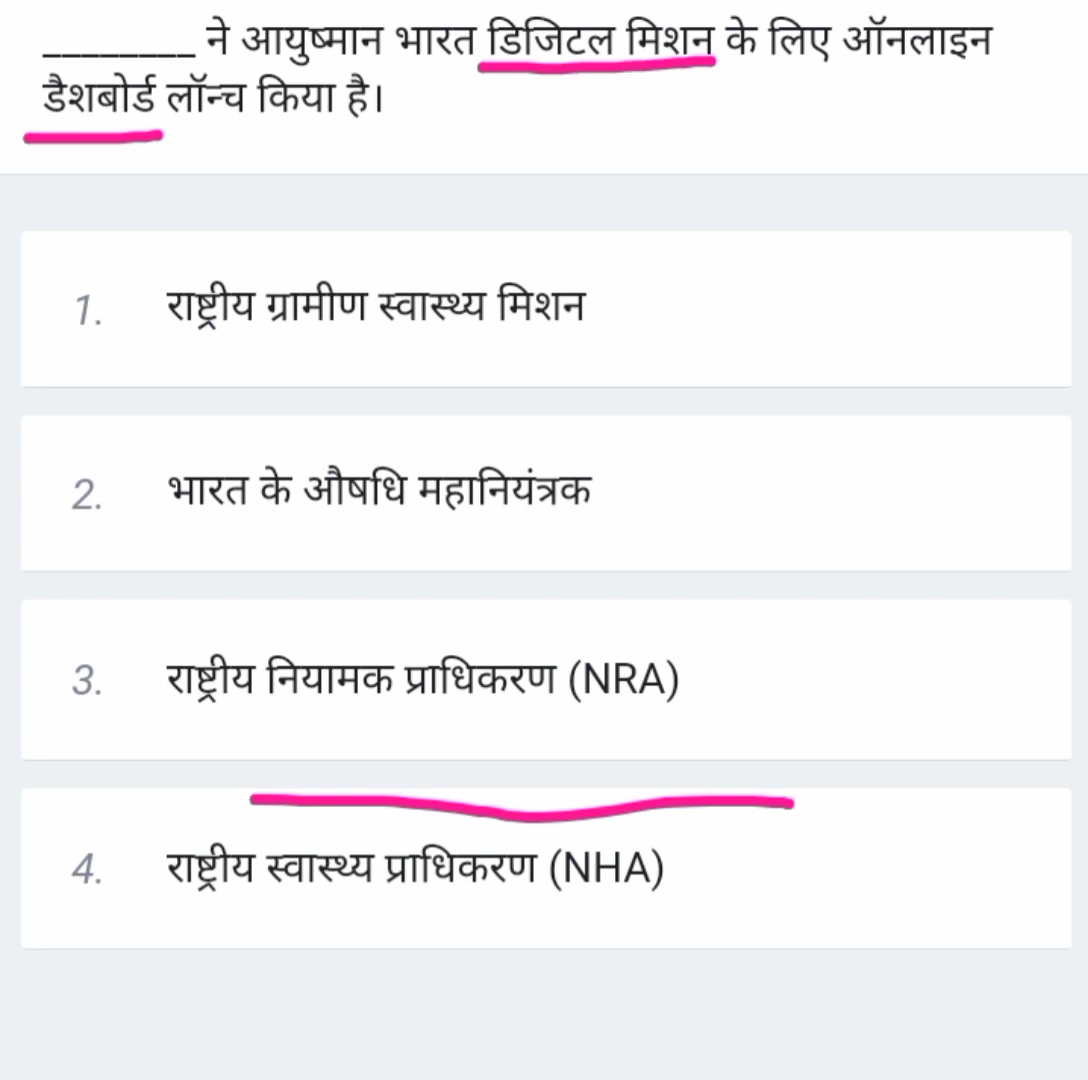 ________ ने आयुष्मान भारत डिजिटल मिशन के लिए ऑनलाइन
डैशबोर्ड लॉन्च किया है।
1. राष्ट्रीय ग्रामीण स्वास्थ्य मिशन
2. भारत के औषधि महानियंत्रक
3. राष्ट्रीय नियामक प्राधिकरण (NRA)
4. राष्ट्रीय स्वास्थ्य प्राधिकरण (NHA)